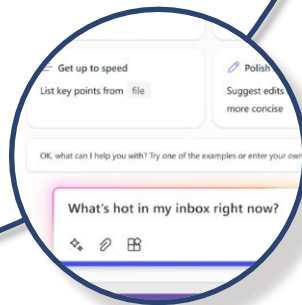 Get up to speed
List key points from file
Polish
Suggest edits
more concise
OK, what can I help you with? Try one of the examples or enter your own
What's hot in my inbox right now?